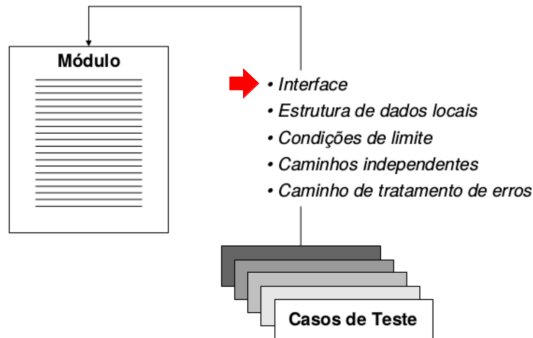 Módulo
• Interface
• Estrutura de dados locais
• Condições de limite
• Caminhos independentes
• Caminho de tratamento de erros
Casos de Teste